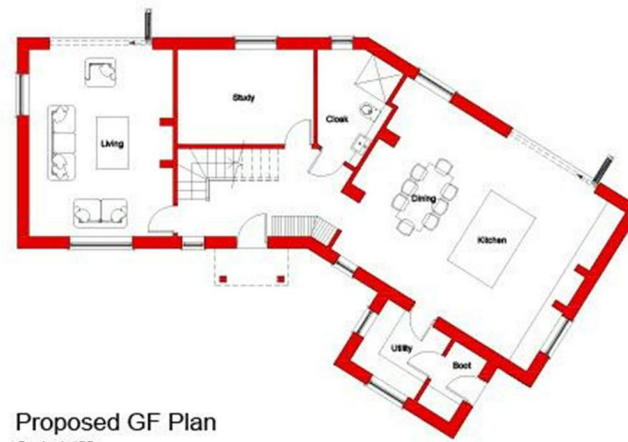 Study
Cloak
Living
Dining
Kitchen
Utility
Boot
Proposed GF Plan